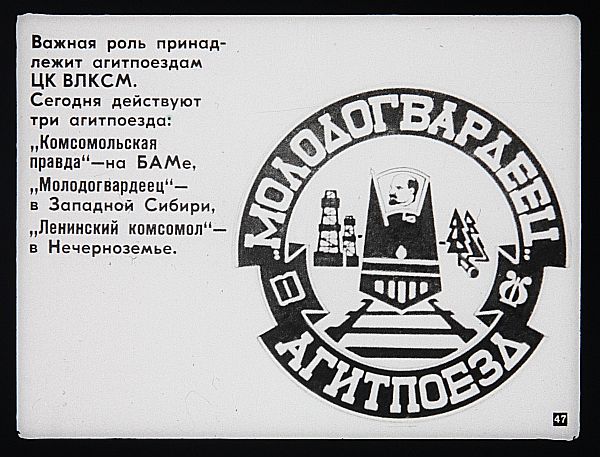 Важная роль принад-
лежит агитпоездам
ЦК ВЛКСМ.
Сегодня действуют
три агитпоезда:
„Комсомольская
правда“—на БАМе,
„Молодогвардеец“—
в Западной Сибири,
„Ленинский комсомол“—
в Нечерноземье.
„МОЛОДОГВАРДЕЕЦ“
АГИТПОЕЗД
47